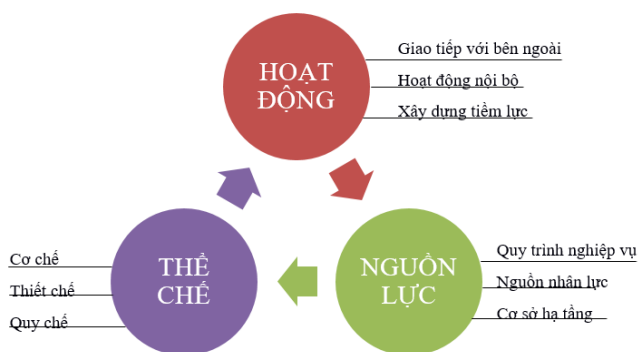 HOẠT
ĐỘNG
Giao tiếp với bên ngoài
Hoạt động nội bộ
Xây dựng tiềm lực
THỂ
CHẾ
Cơ chế
Thiết chế
Quy chế
NGUỒN
LỰC
Quy trình nghiệp vụ
Nguồn nhân lực
Cơ sở hạ tầng